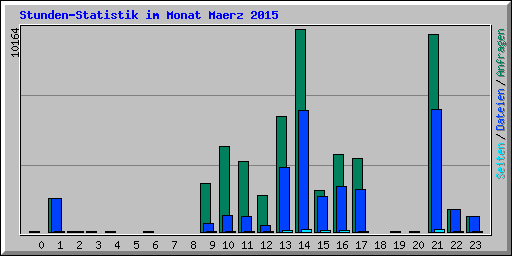 Stunden-Statistik im Monat Maerz 2015
10164
0 1 2 3 4 5 6 7 8 9 10 11 12 13 14 15 16 17 18 19 20 21 22 23
Seiten / Dateien / Anfragen